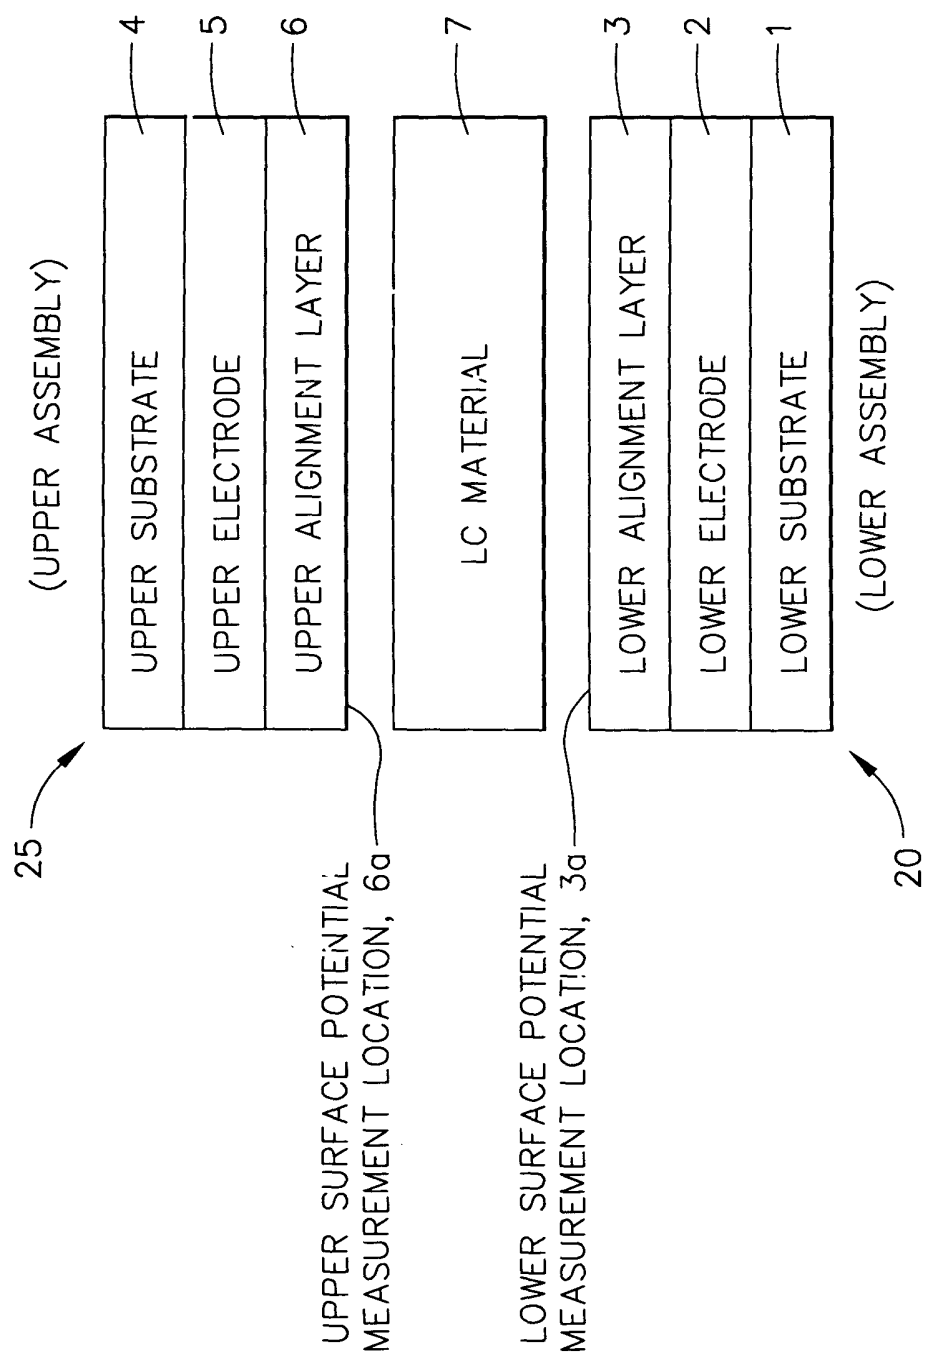 25
(UPPER ASSEMBLY)
UPPER SUBSTRATE 4
UPPER ELECTRODE 5
UPPER ALIGNMENT LAYER 6
UPPER SURFACE POTENTIAL
MEASUREMENT LOCATION, 6a
LC MATERIAL 7
LOWER SURFACE POTENTIAL
MEASUREMENT LOCATION, 3a
LOWER ALIGNMENT LAYER 3
LOWER ELECTRODE 2
LOWER SUBSTRATE 1
(LOWER ASSEMBLY)
20